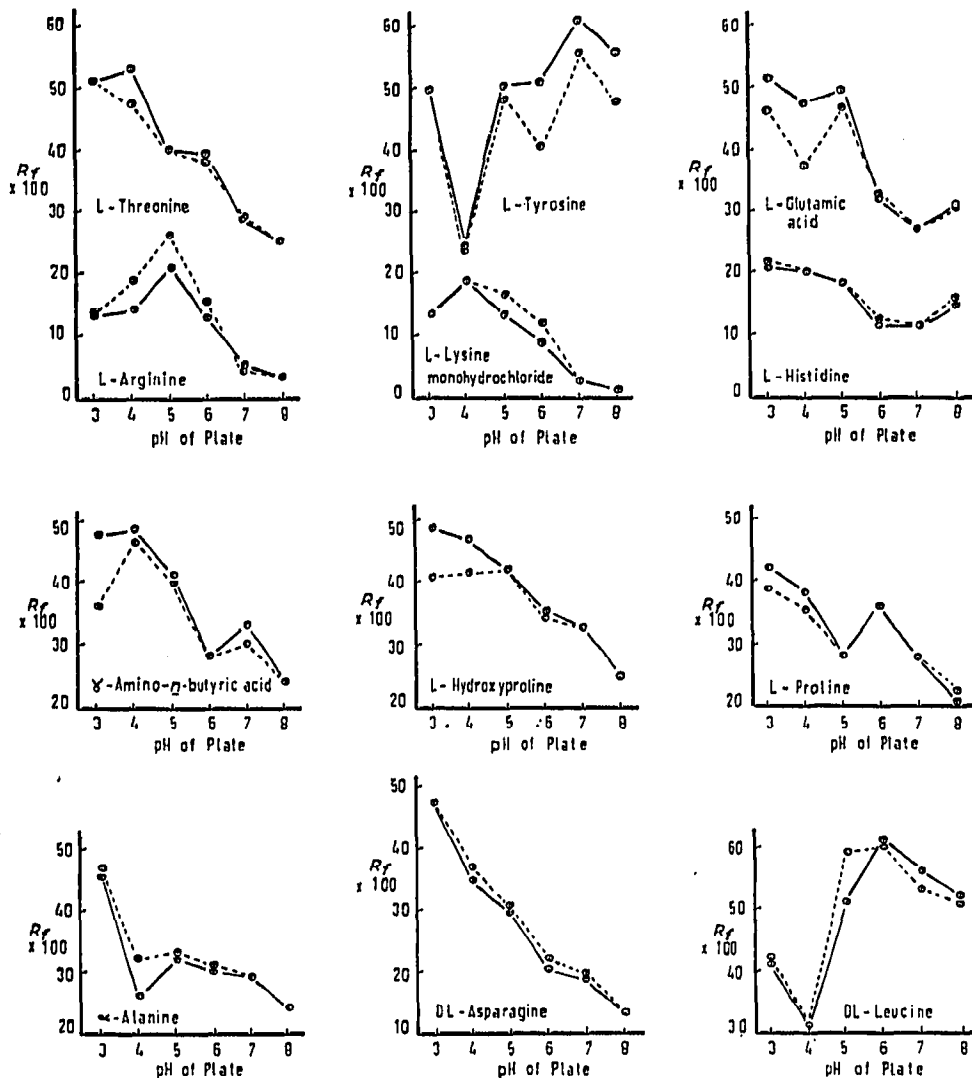 60
50
40
Rf
x 100
30
20
10
0
L-Threonine
L-Arginine
3 4 5 6 7 8
pH of Plate
60
50
40
Rf
x 100
30
20
10
0
L-Tyrosine
L-Lysine
monohydrochloride
3 4 5 6 7 8
pH of Plate
60
50
40
Rf
x 100
30
20
10
0
L-Glutamic
acid
L-Histidine
3 4 5 6 7 8
pH of Plate
50
40
Rf
x 100
30
20
γ-Amino-n-butyric acid
3 4 5 6 7 8
pH of Plate
50
40
Rf
x 100
30
20
L-Hydroxyproline
3 4 5 6 7 8
pH of Plate
50
40
Rf
x 100
30
20
L-Proline
3 4 5 6 7 8
pH of Plate
50
40
Rf
x 100
30
20
α-Alanine
3 4 5 6 7 8
pH of Plate
50
40
Rf
x 100
30
20
10
DL-Asparagine
3 4 5 6 7 8
pH of Plate
60
50
Rf
x 100
40
30
DL-Leucine
3 4 5 6 7 8
pH of Plate